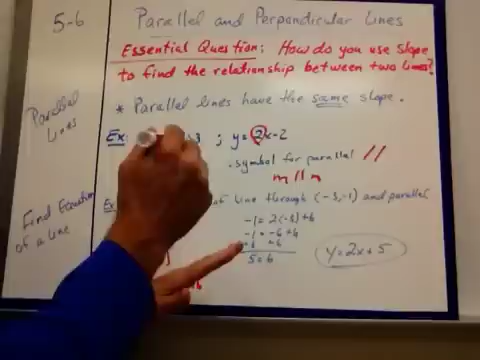 5-6 Parallel and Perpendicular Lines
Essential Question: How do you use slope
to find the relationship between two lines?
Parallel
Lines
* Parallel lines have the same slope.
Ex: +3 ; y=2x-2
symbol for parallel //
m // n
Find Equation
of a Line
Ex of line through (-3,-1) and parallel
-1 = 2(-3)+b
-1 = -6+b
+6 +6
5 = b
y=2x+5